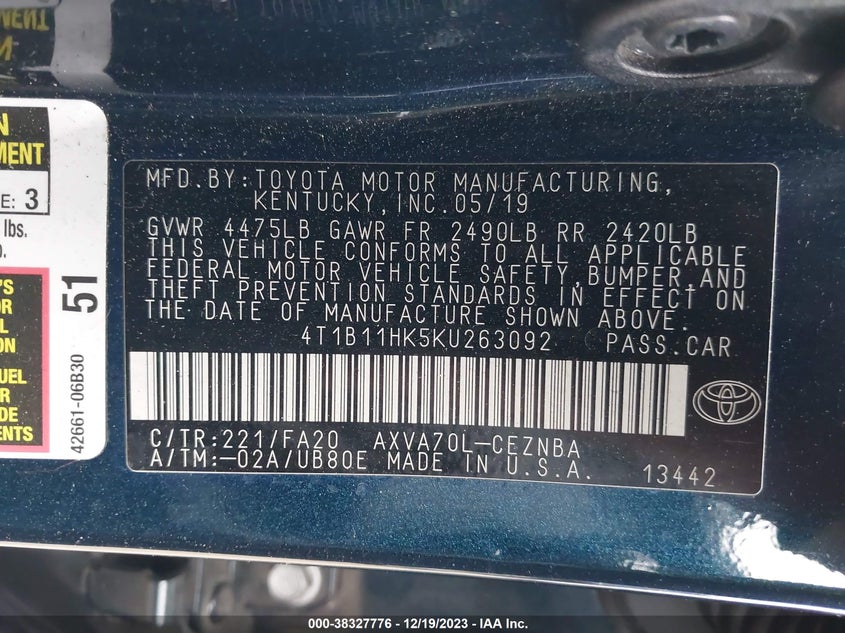 MFD.BY:TOYOTA MOTOR MANUFACTURING,
KENTUCKY,INC.05/19
GVWR 4475LB GAWR FR 2490LB RR 2420LB
THIS VEHICLE CONFORMS TO ALL APPLICABLE
FEDERAL MOTOR VEHICLE SAFETY,BUMPER,AND
THEFT PREVENTION STANDARDS IN EFFECT ON
THE DATE OF MANUFACTURE SHOWN ABOVE.
4T1B11HK5KU263092 PASS.CAR
C/TR:221/FA20 AXVA70L-CEZNBA
A/TM:-02A/UB80E MADE IN U.S.A. 13442
E: 3
lbs.
51
42661-06B30
000-38327776 - 12/19/2023 - IAAI Inc.